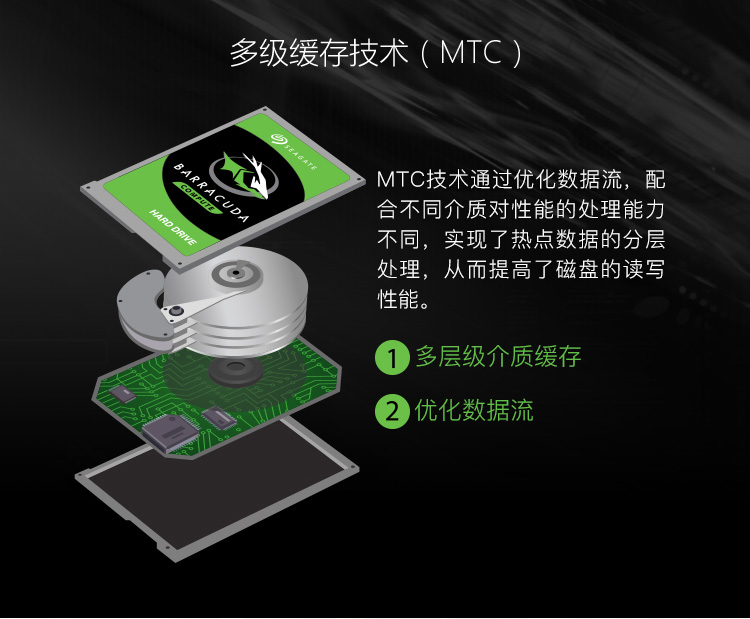 多级缓存技术（MTC）
SEAGATE
BARRACUDA
COMPUTE
HARD DRIVE
MTC技术通过优化数据流，配
合不同介质对性能的处理能力
不同，实现了热点数据的分层
处理，从而提高了磁盘的读写
性能。
1 多层级介质缓存
2 优化数据流